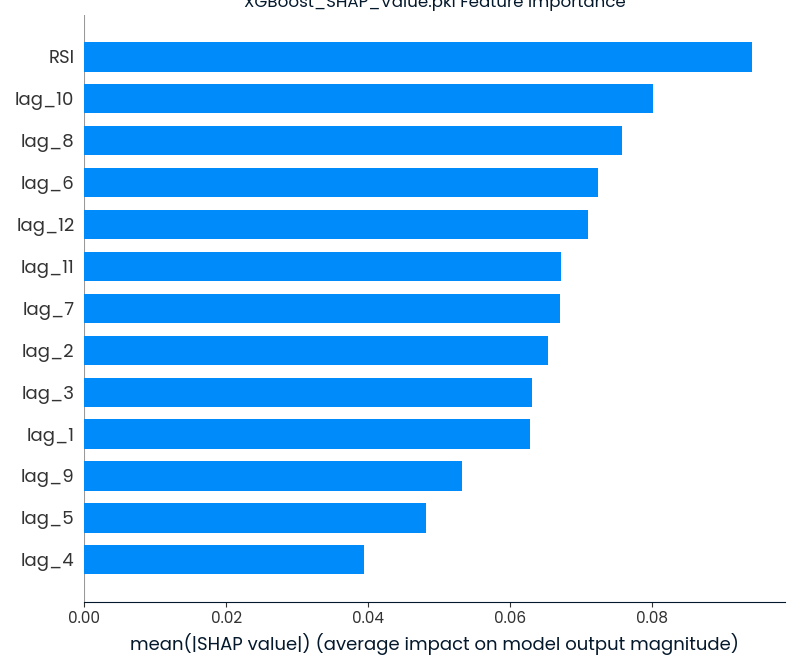 XGBoost_SHAP_Value.pkl Feature Importance
RSI
lag_10
lag_8
lag_6
lag_12
lag_11
lag_7
lag_2
lag_3
lag_1
lag_9
lag_5
lag_4
0.00 0.02 0.04 0.06 0.08
mean(|SHAP value|) (average impact on model output magnitude)